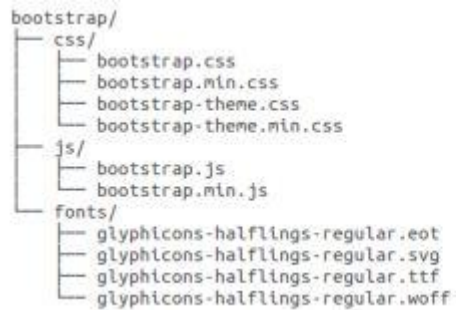 bootstrap/
├── css/
│   ├── bootstrap.css
│   ├── bootstrap.min.css
│   ├── bootstrap-theme.css
│   └── bootstrap-theme.min.css
├── js/
│   ├── bootstrap.js
│   └── bootstrap.min.js
└── fonts/
    ├── glyphicons-halflings-regular.eot
    ├── glyphicons-halflings-regular.svg
    ├── glyphicons-halflings-regular.ttf
    └── glyphicons-halflings-regular.woff